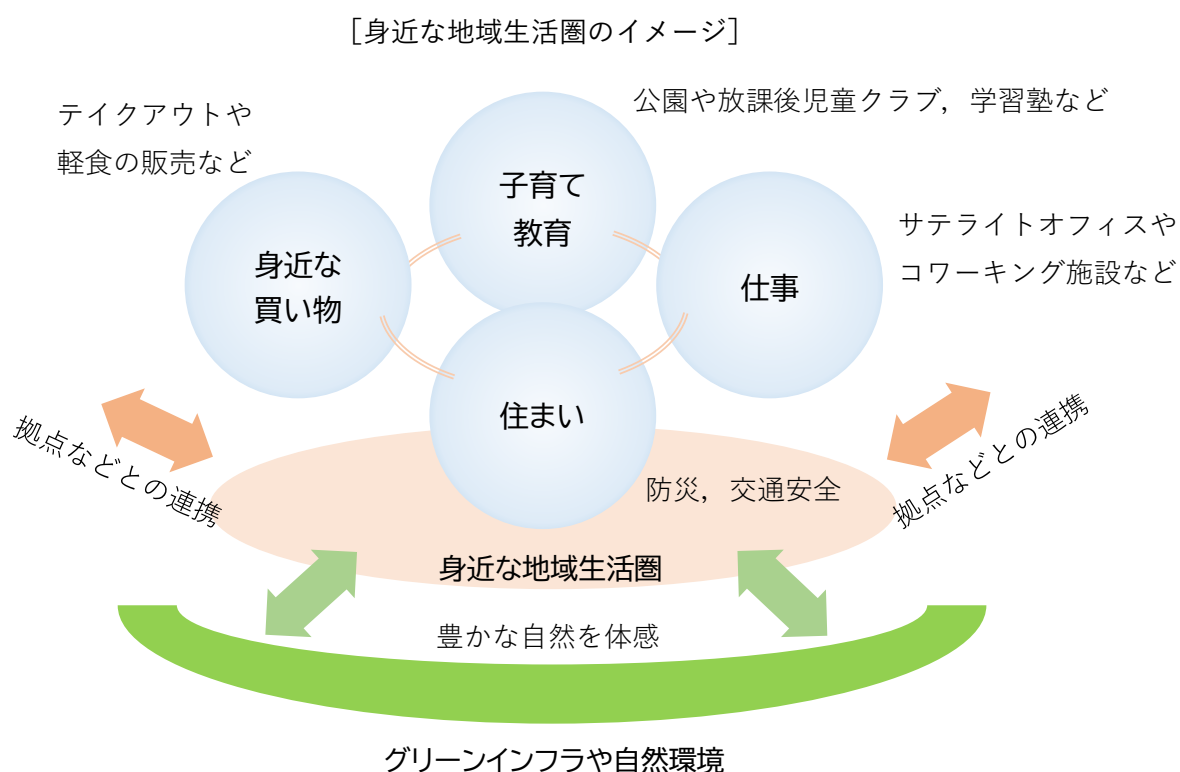 ［身近な地域生活圏のイメージ］
公園や放課後児童クラブ，学習塾など
テイクアウトや
軽食の販売など
子育て
教育
サテライトオフィスや
コワーキング施設など
身近な
買い物
仕事
住まい
拠点などとの連携
拠点などとの連携
防災，交通安全
身近な地域生活圏
豊かな自然を体感
グリーンインフラや自然環境